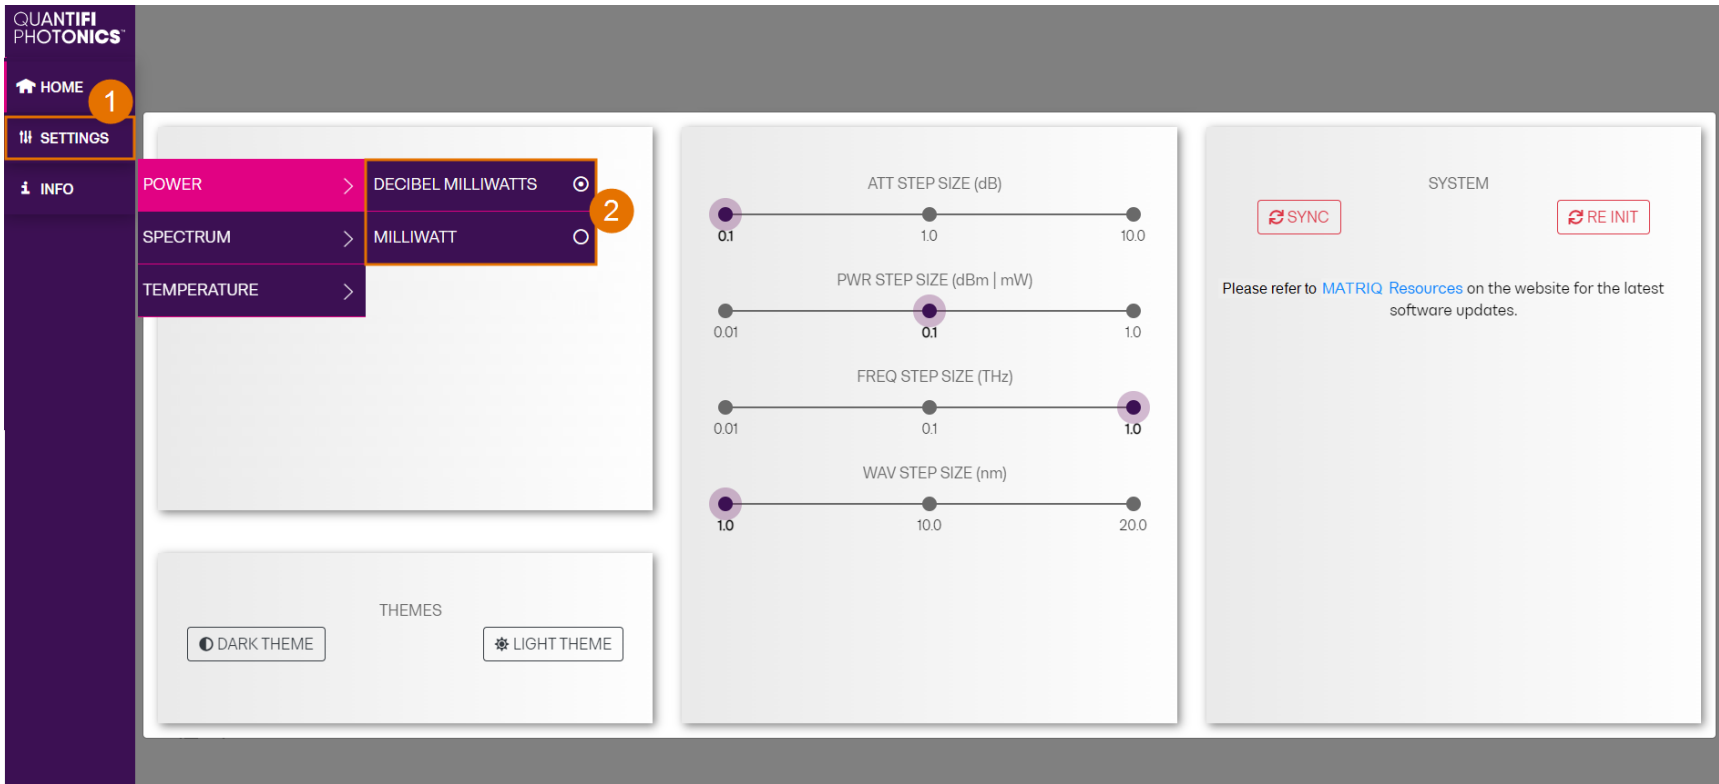 QUANTIFI
PHOTONICS™
HOME
1
SETTINGS
INFO
POWER
SPECTRUM
TEMPERATURE
DECIBEL MILLIWATTS
MILLIWATT
2
THEMES
DARK THEME
LIGHT THEME
ATT STEP SIZE (dB)
0.1 1.0 10.0
PWR STEP SIZE (dBm | mW)
0.01 0.1 1.0
FREQ STEP SIZE (THz)
0.01 0.1 1.0
WAV STEP SIZE (nm)
1.0 10.0 20.0
SYSTEM
SYNC
RE INIT
Please refer to MATRIQ Resources on the website for the latest
software updates.